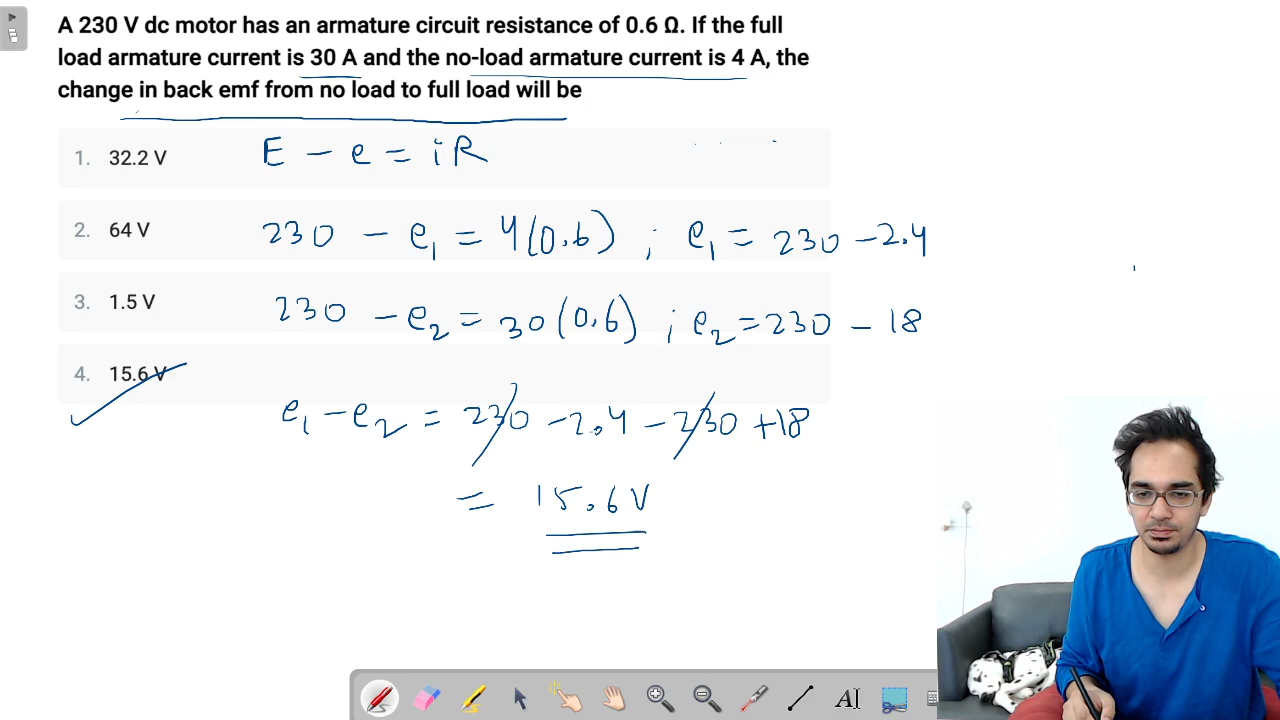 A 230 V dc motor has an armature circuit resistance of 0.6 Ω. If the full
load armature current is 30 A and the no-load armature current is 4 A, the
change in back emf from no load to full load will be
1. 32.2 V
E - e = iR
2. 64 V
230 - e₁ = 4(0.6) ; e₁ = 230 - 2.4
3. 1.5 V
230 - e₂ = 30(0.6) ; e₂ = 230 - 18
4. 15.6 V
e₁ - e₂ = 230 - 2.4 - 230 + 18
= 15.6 V
AI